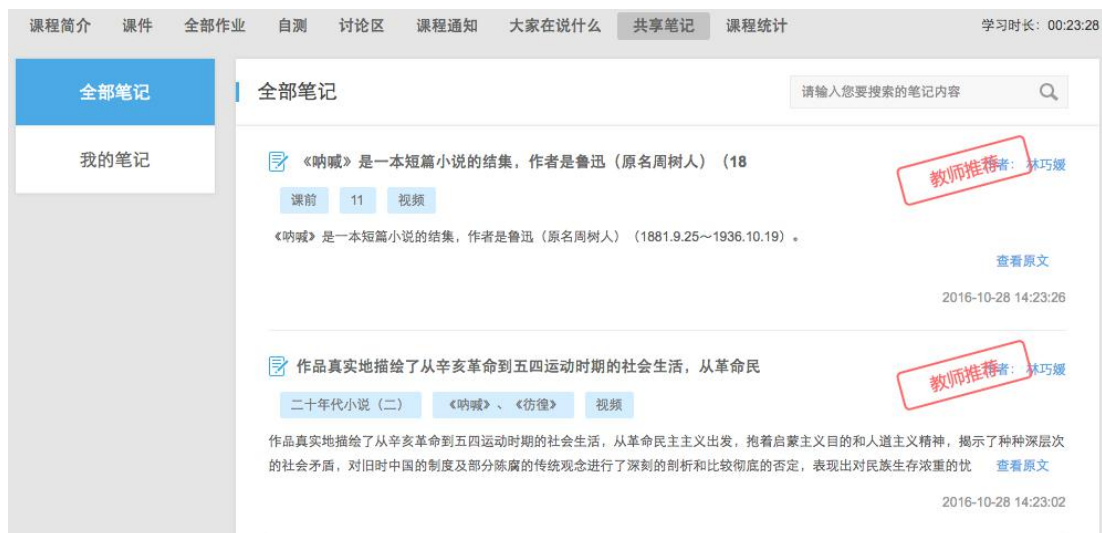 课程简介 课件 全部作业 自测 讨论区 课程通知 大家在说什么 共享笔记 课程统计 学习时长：00:23:28
全部笔记
我的笔记
全部笔记 请输入您要搜索的笔记内容
《呐喊》是一本短篇小说的结集，作者是鲁迅（原名周树人）（18
教师推荐 者：林巧媛
课前 11 视频
《呐喊》是一本短篇小说的结集，作者是鲁迅（原名周树人）（1881.9.25～1936.10.19）。
查看原文
2016-10-28 14:23:26
作品真实地描绘了从辛亥革命到五四运动时期的社会生活，从革命民
教师推荐 者：林巧媛
二十年代小说（二） 《呐喊》、《彷徨》 视频
作品真实地描绘了从辛亥革命到五四运动时期的社会生活，从革命民主主义出发，抱着启蒙主义目的和人道主义精神，揭示了种种深层次
的社会矛盾，对旧时中国的制度及部分陈腐的传统观念进行了深刻的剖析和比较彻底的否定，表现出对民族生存浓重的忧 查看原文
2016-10-28 14:23:02